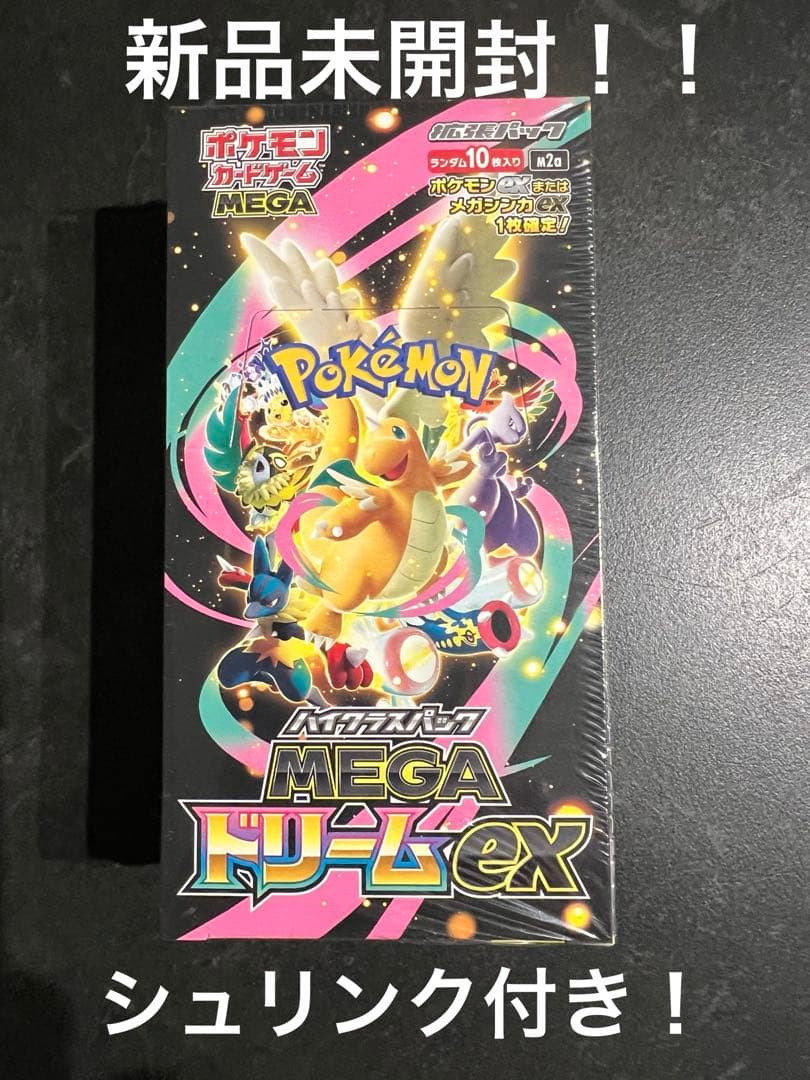 新品未開封！！
ポケモン
カードゲーム
MEGA
拡張パック
ランダム10枚入り
M2a
ポケモンexまたは
メガシンカex
1枚確定！
POKéMON
ハイクラスパック
MEGA
ドリームex
シュリンク付き！